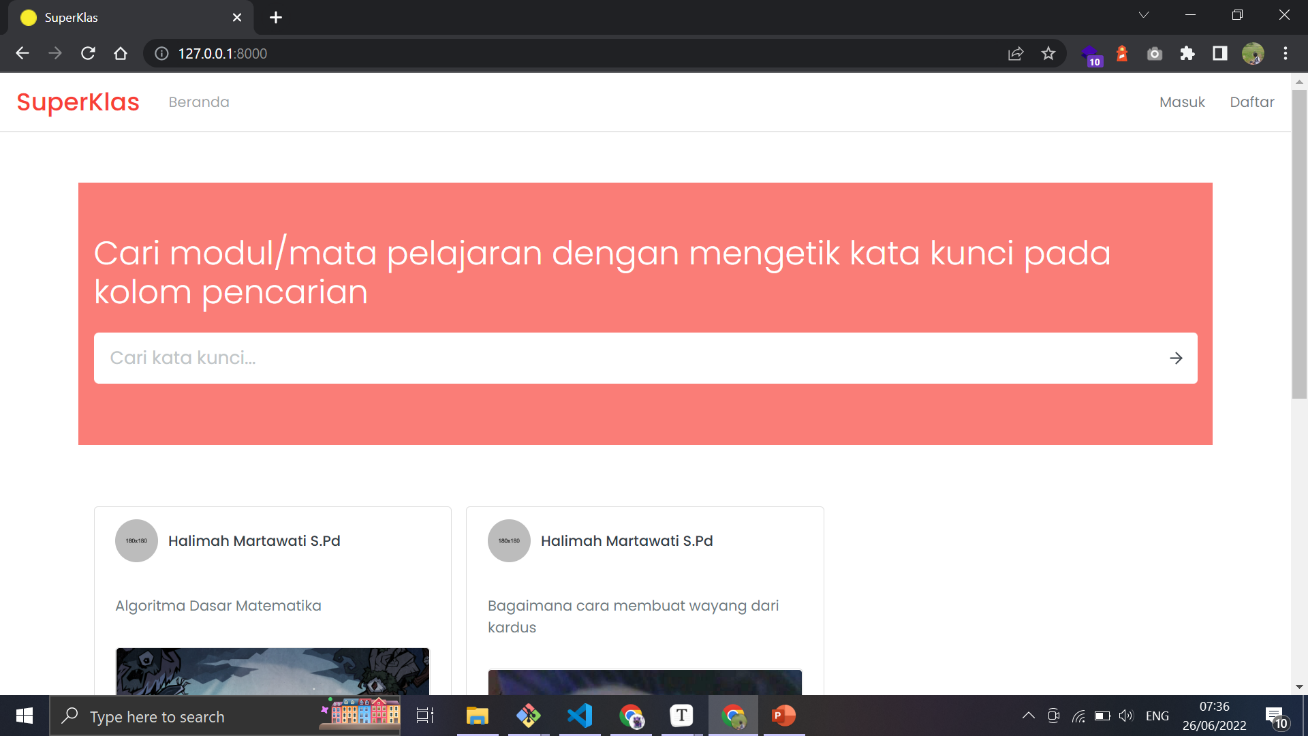 SuperKlas
127.0.0.1:8000
10
SuperKlas Beranda Masuk Daftar
Cari modul/mata pelajaran dengan mengetik kata kunci pada
kolom pencarian
Cari kata kunci...
180x180 Halimah Martawati S.Pd
Algoritma Dasar Matematika
180x180 Halimah Martawati S.Pd
Bagaimana cara membuat wayang dari
kardus
Type here to search
T
P
ENG
07:36
26/06/2022
10